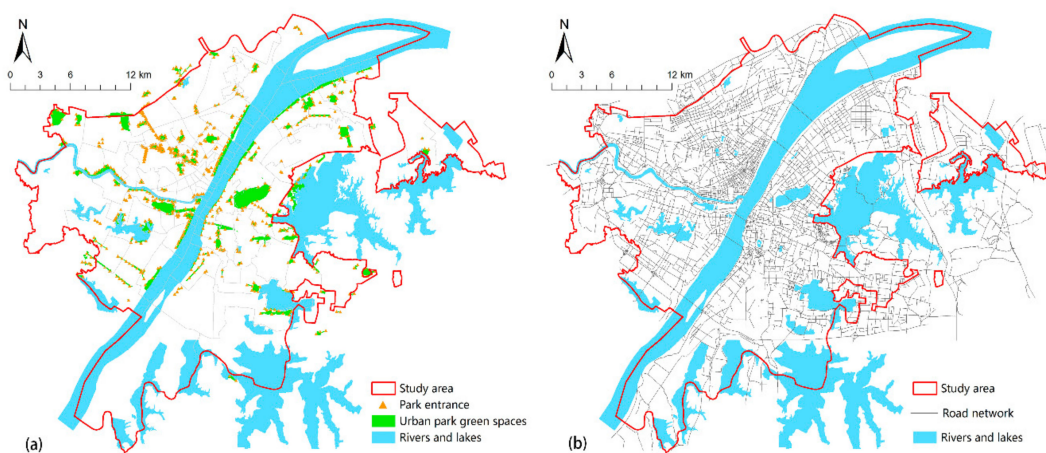 N
0 3 6 12 km
Study area
Park entrance
Urban park green spaces
Rivers and lakes
(a)
N
0 3 6 12 km
Study area
Road network
Rivers and lakes
(b)